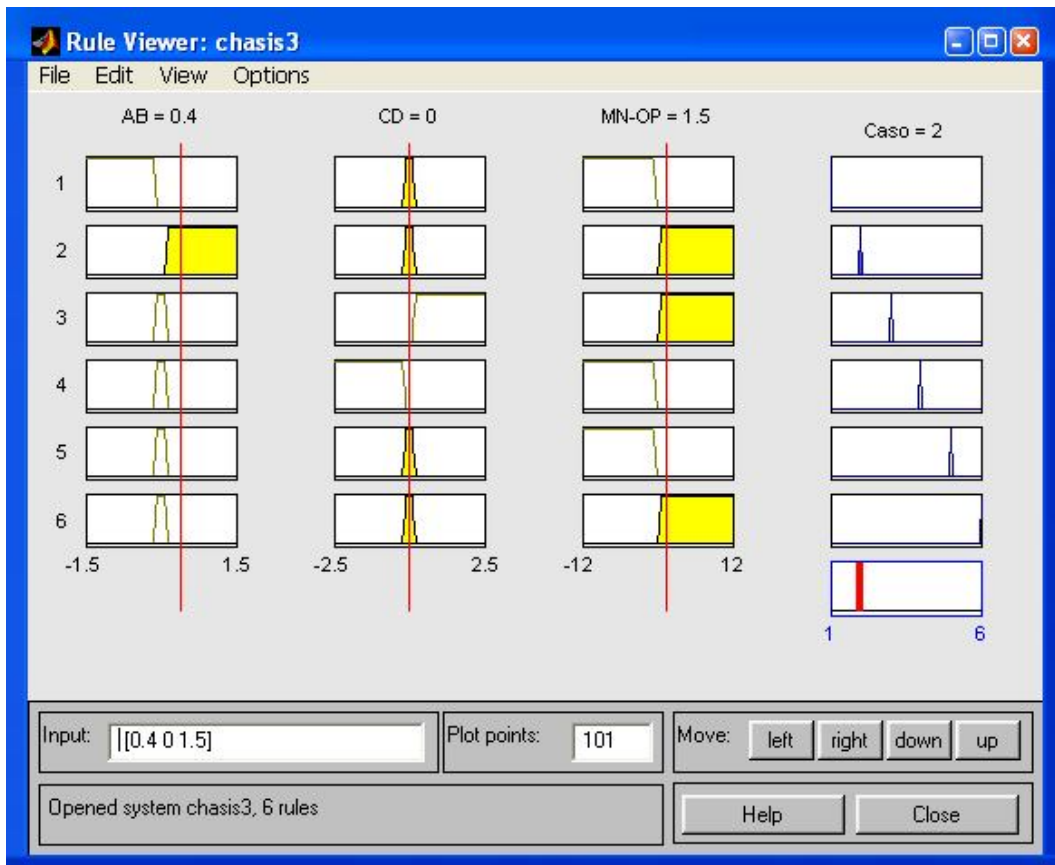 Rule Viewer: chasis3
File Edit View Options
AB = 0.4 CD = 0 MN-OP = 1.5 Caso = 2
1
2
3
4
5
6
-1.5 1.5 -2.5 2.5 -12 12
1 6
Input: [0.4 0 1.5] Plot points: 101 Move: left right down up
Opened system chasis3, 6 rules Help Close